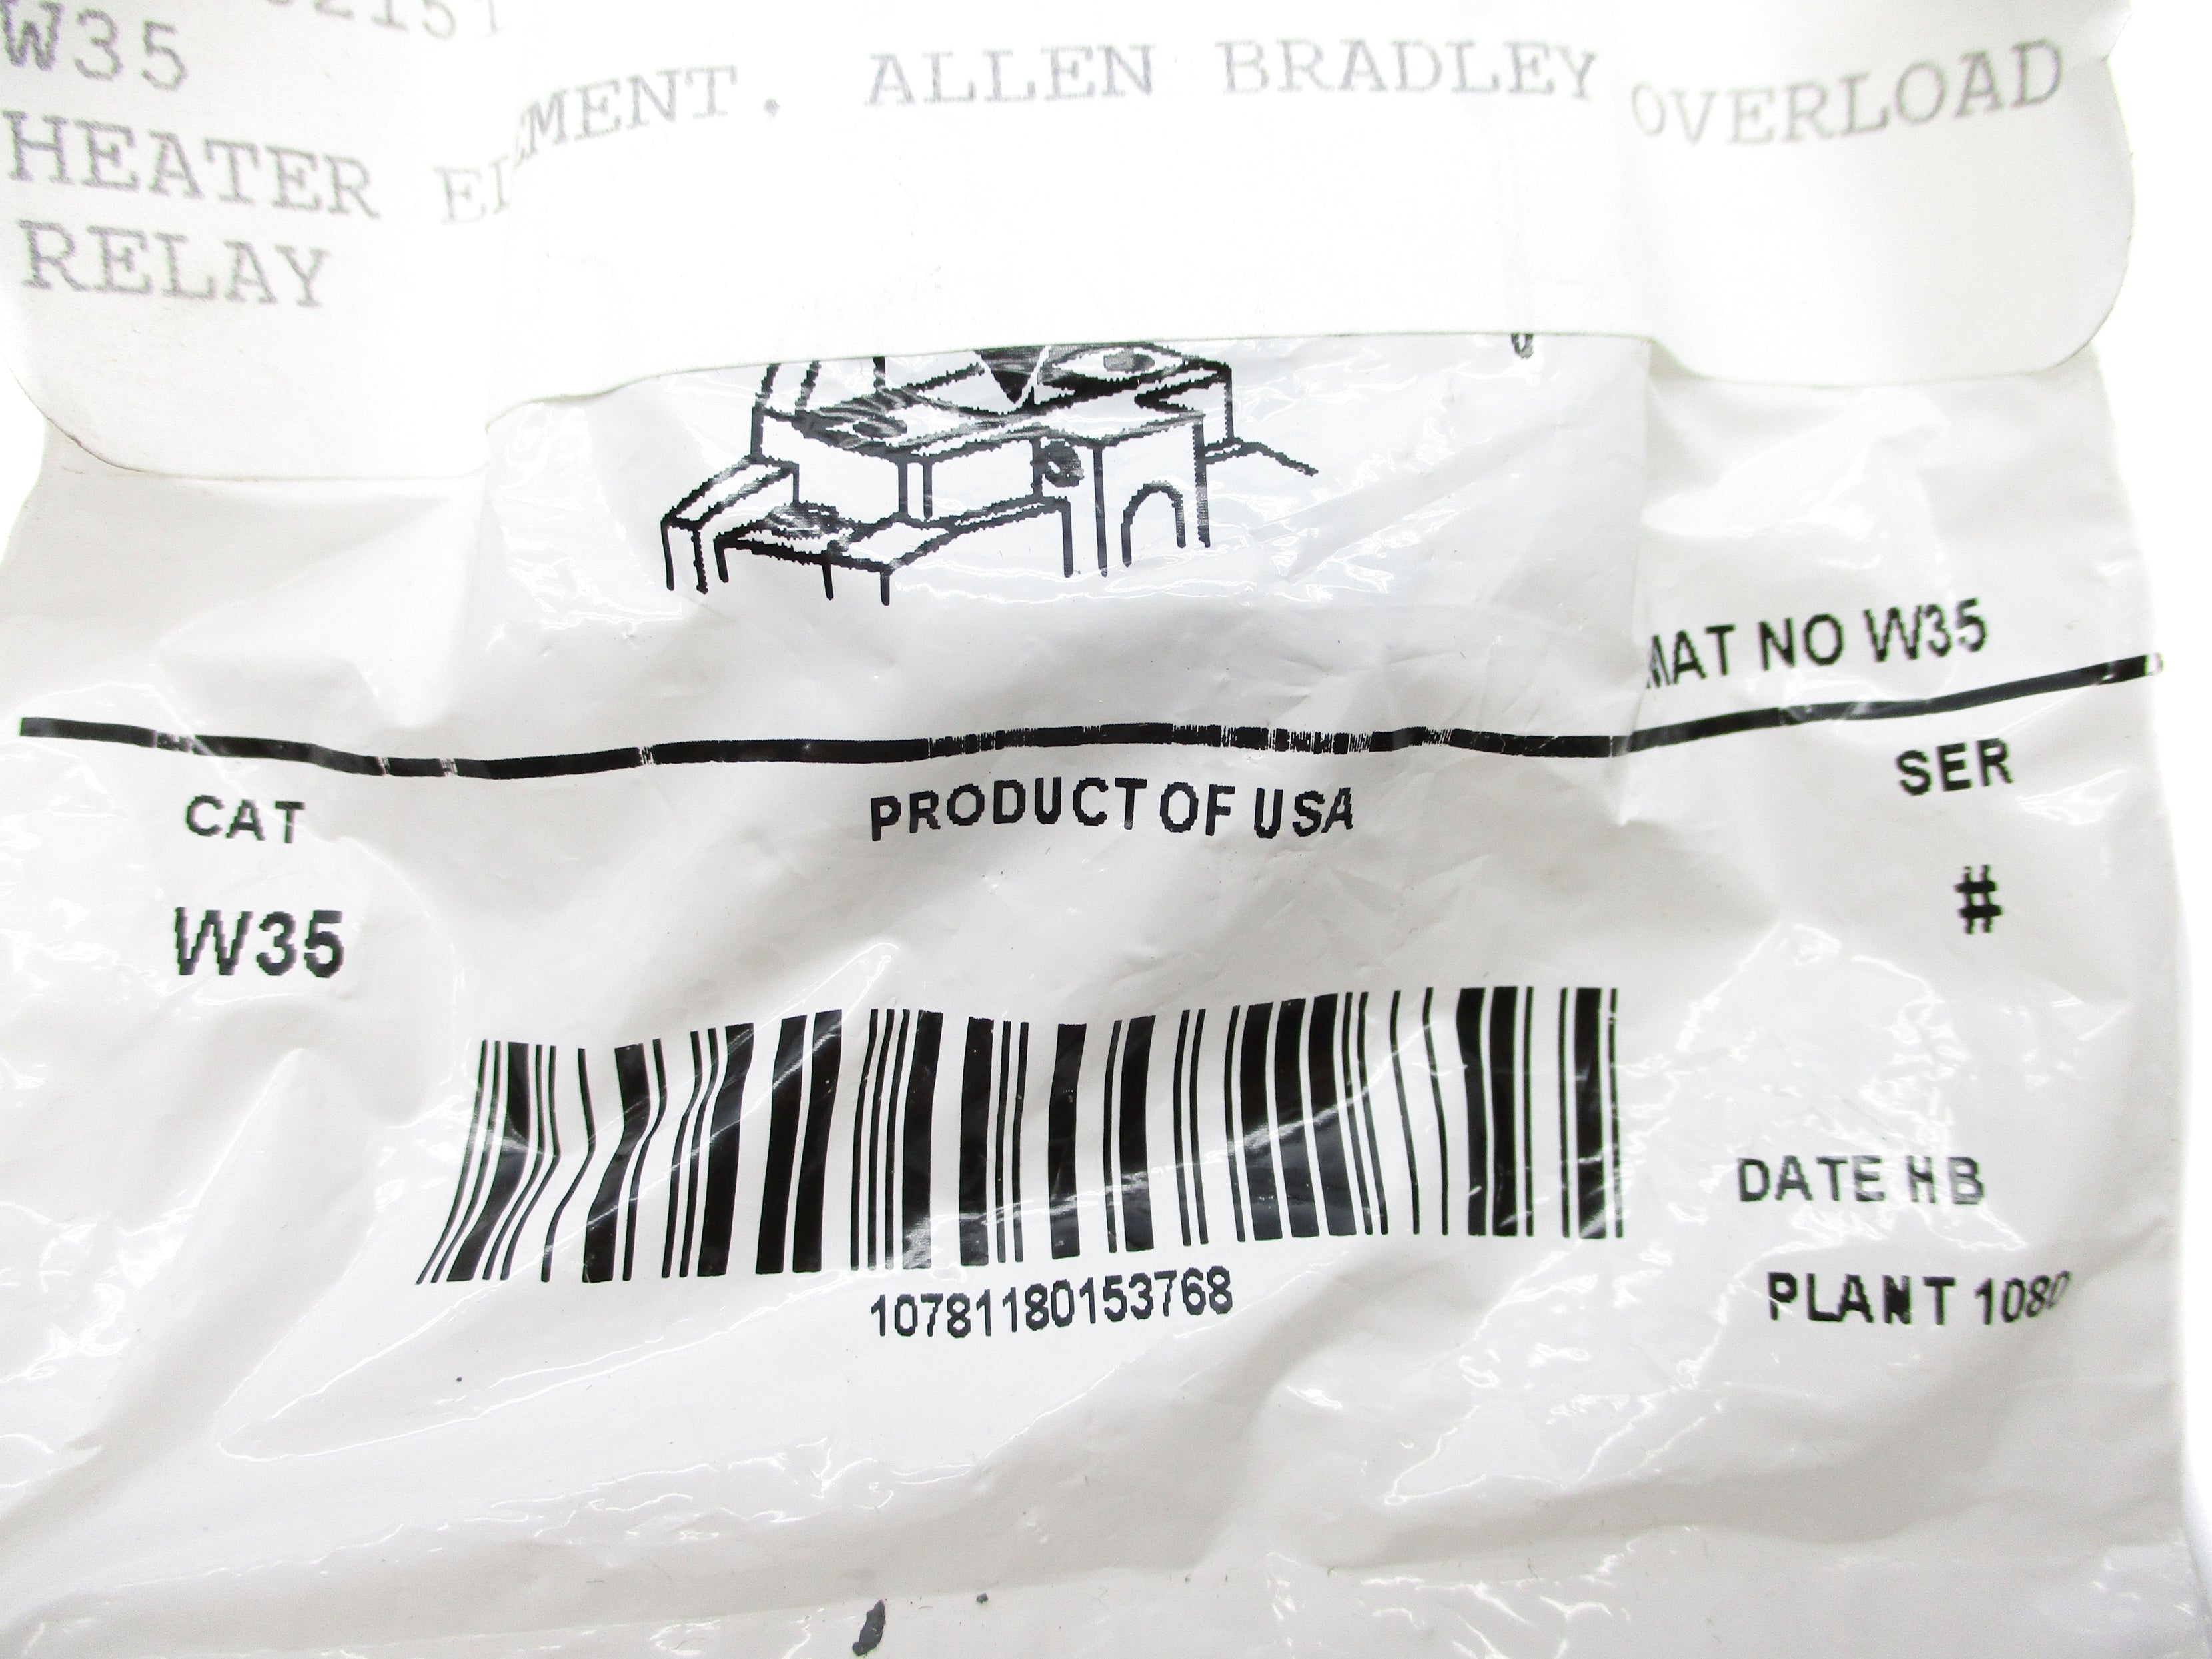 W35
HEATER ELEMENT. ALLEN BRADLEY OVERLOAD
RELAY
MAT NO W35
CAT
PRODUCT OF USA
SER
W35
#
10781180153768
DATE HB
PLANT 1080